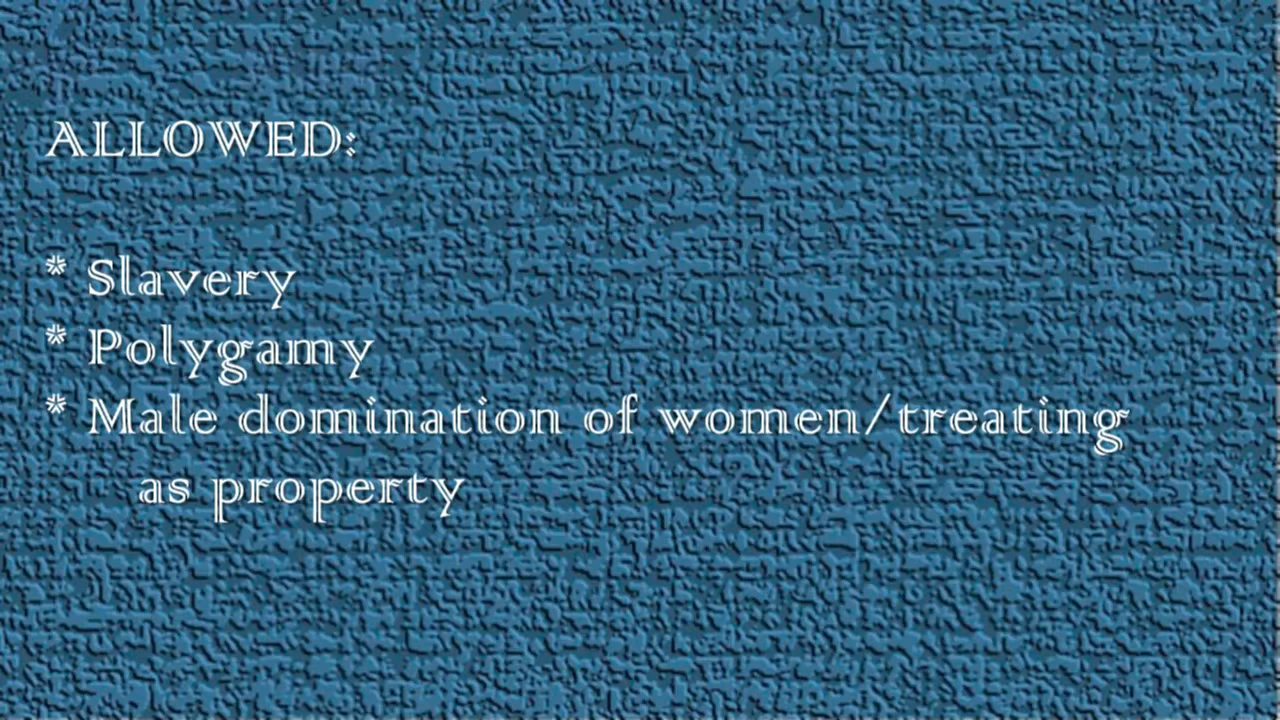 ALLOWED:
* Slavery
* Polygamy
* Male domination of women/treating
as property